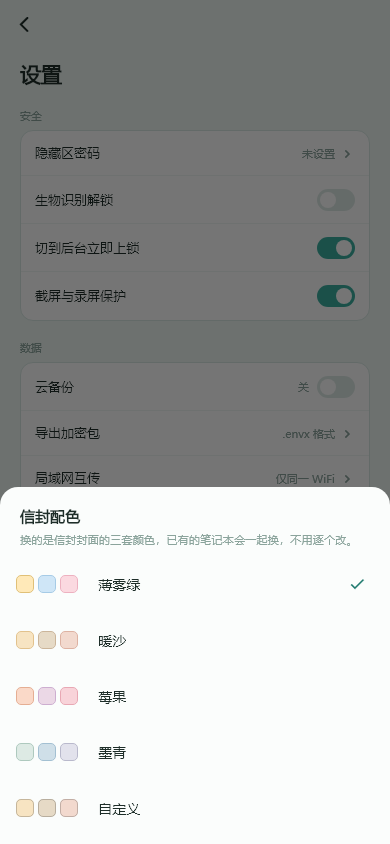 设置
安全
隐藏区密码
未设置
生物识别解锁
切到后台立即上锁
截屏与录屏保护
数据
云备份
关
导出加密包
.envx 格式
局域网互传
仅同一 WiFi
信封配色
换的是信封封面的三套颜色，已有的笔记本会一起换，不用逐个改。
薄雾绿
暖沙
莓果
墨青
自定义